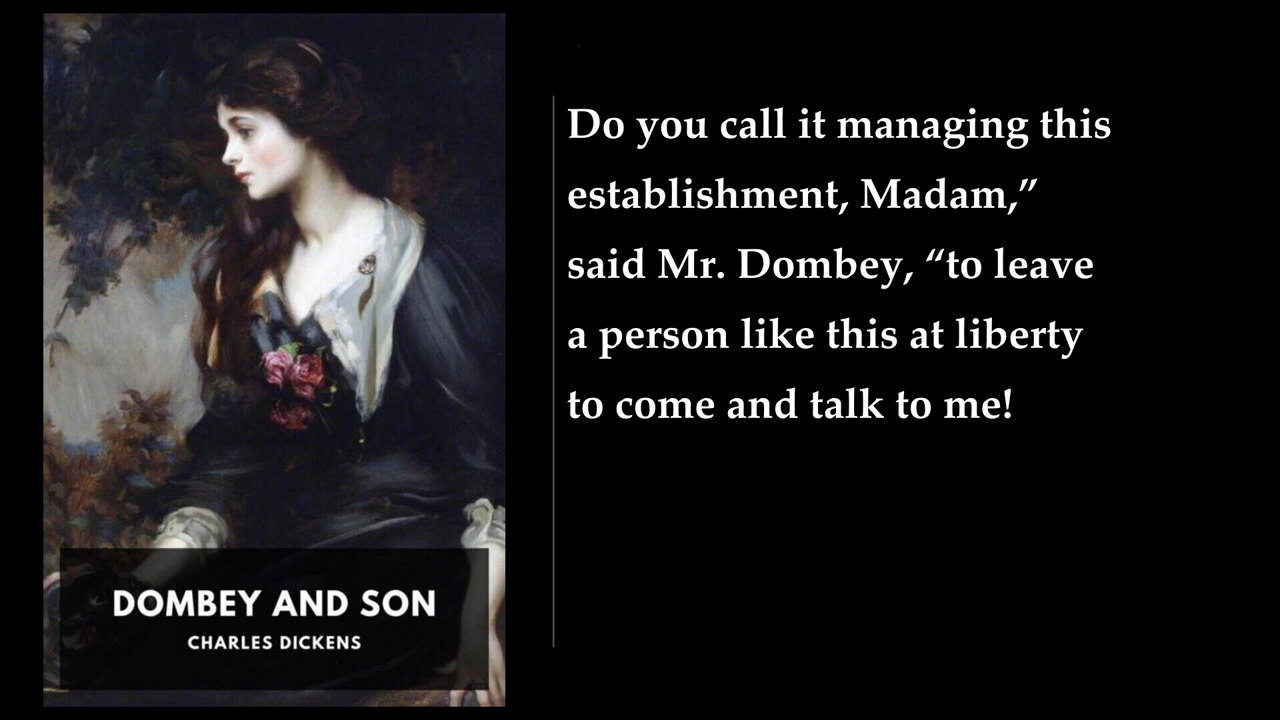 Do you call it managing this
establishment, Madam,”
said Mr. Dombey, “to leave
a person like this at liberty
to come and talk to me!
DOMBEY AND SON
CHARLES DICKENS